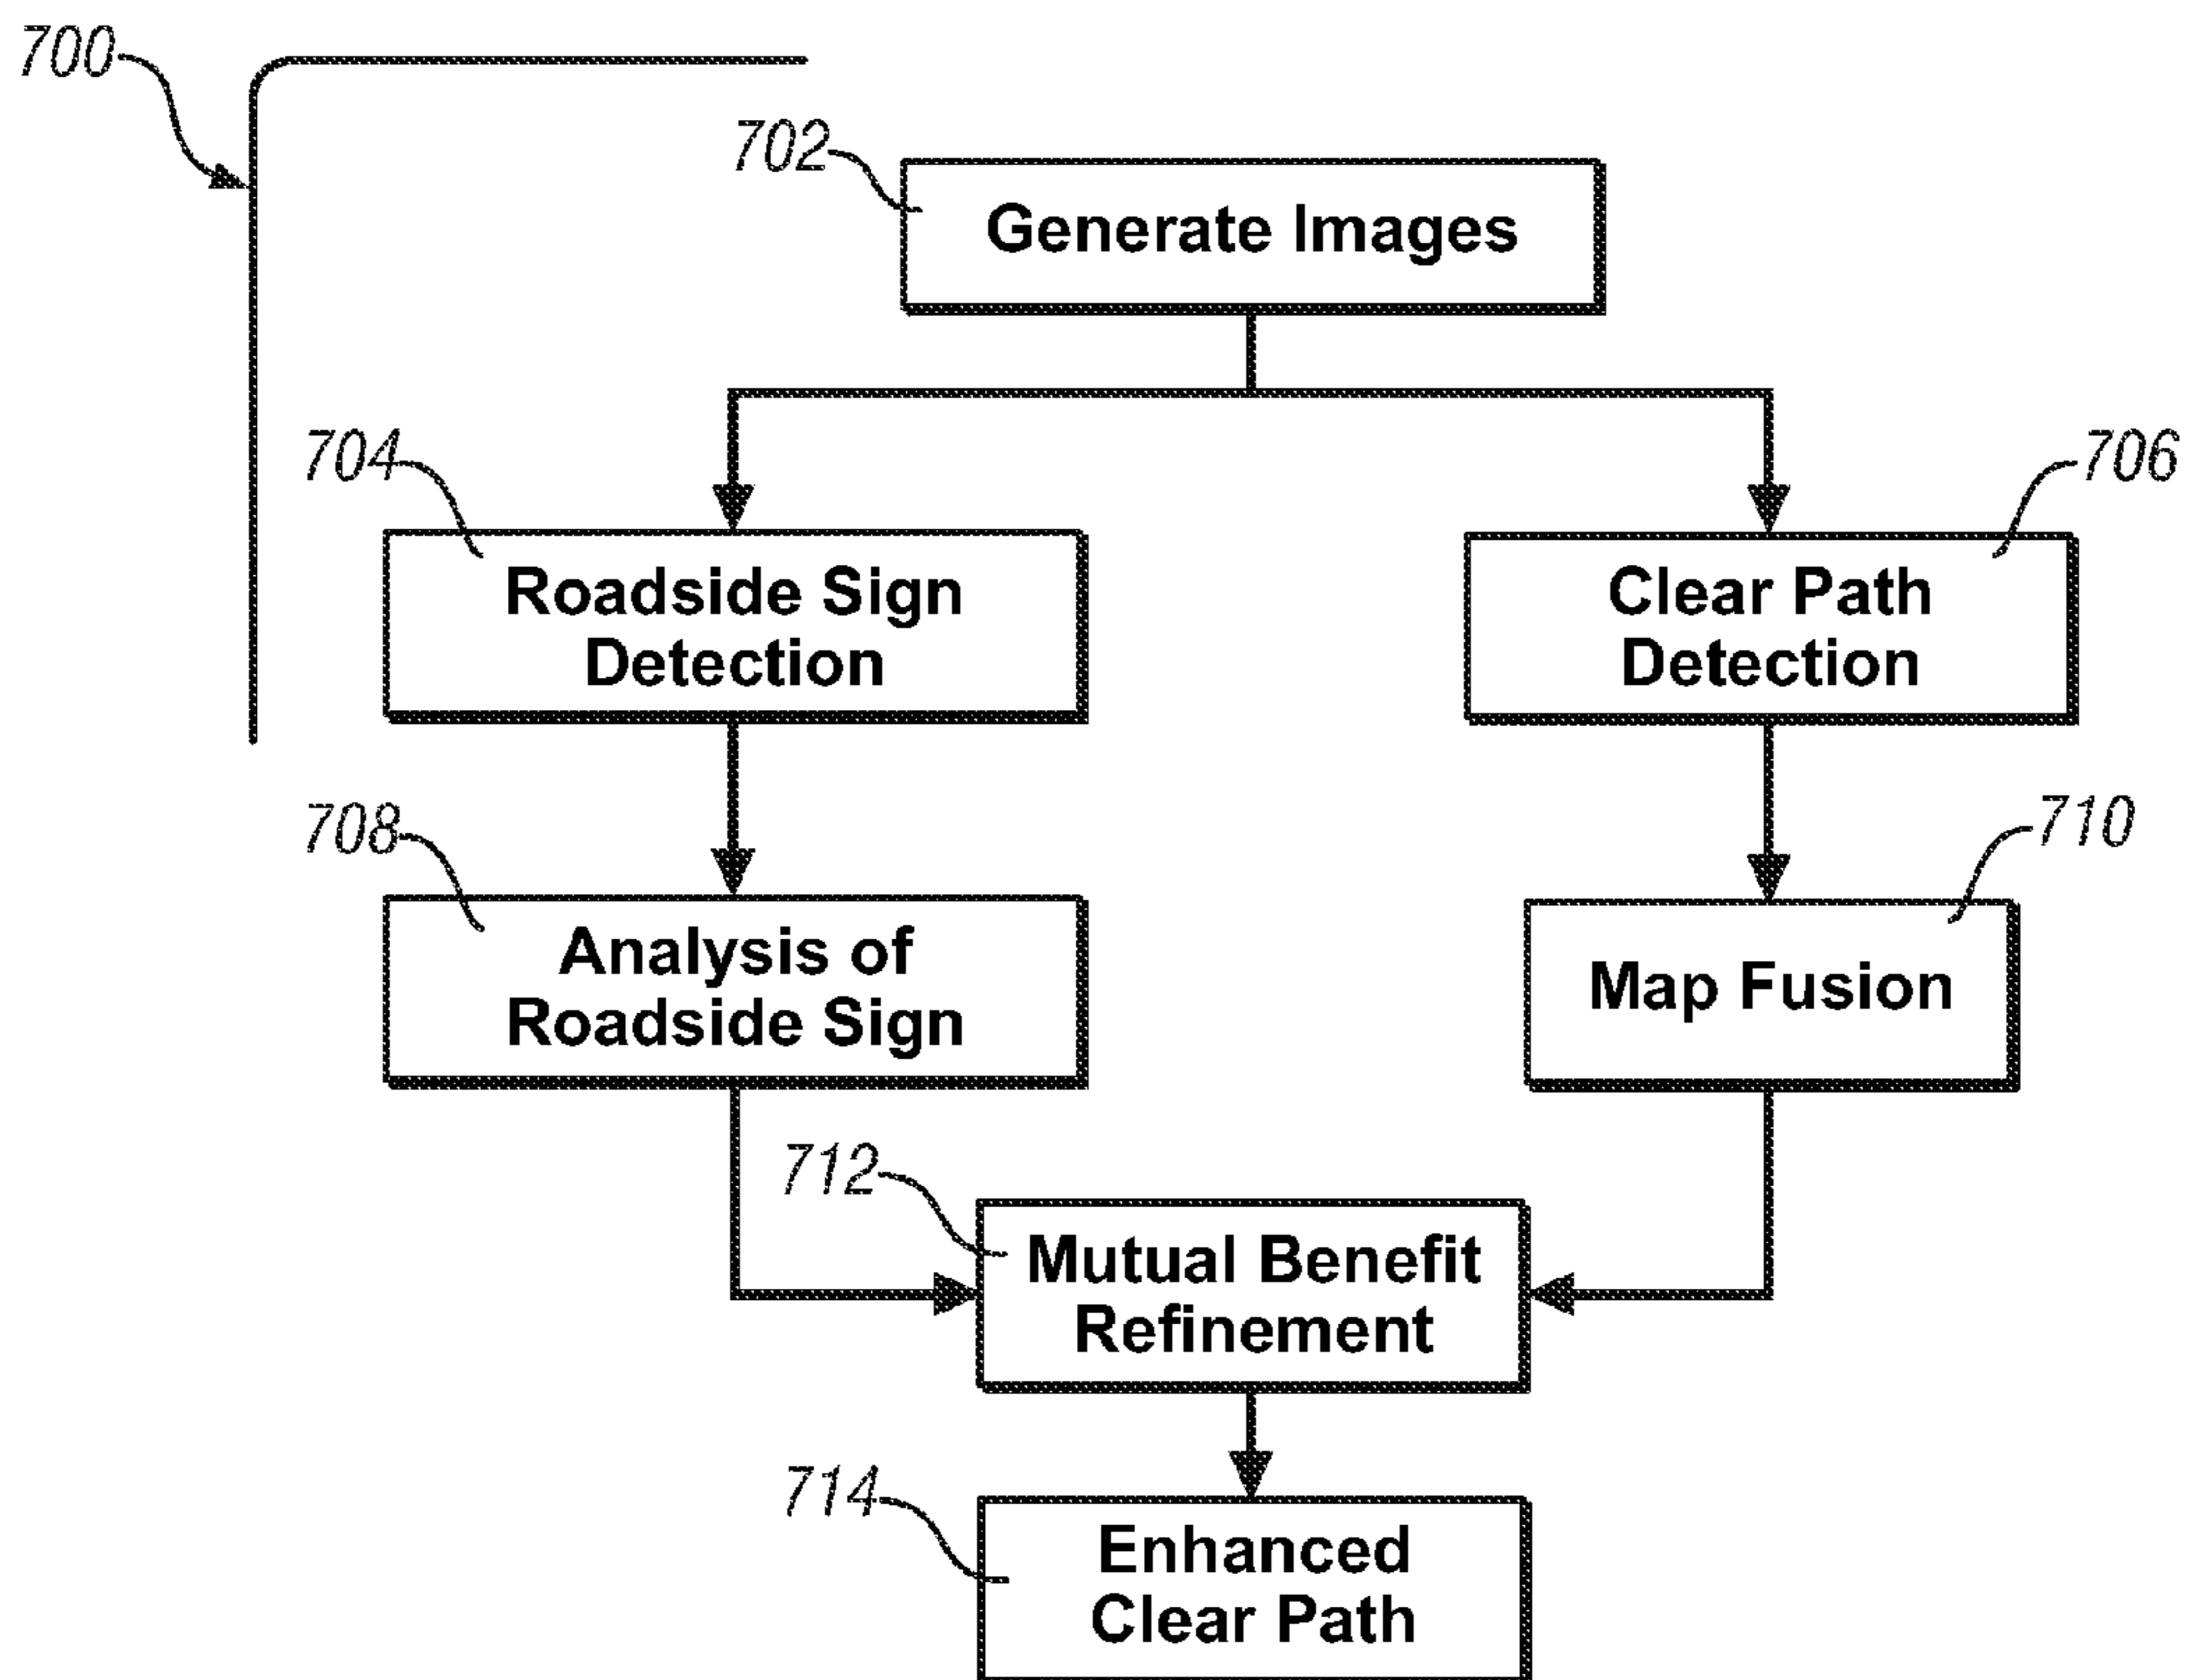 700
702
Generate Images
704
706
Roadside Sign
Detection
Clear Path
Detection
708
710
Analysis of
Roadside Sign
Map Fusion
712
Mutual Benefit
Refinement
714
Enhanced
Clear Path